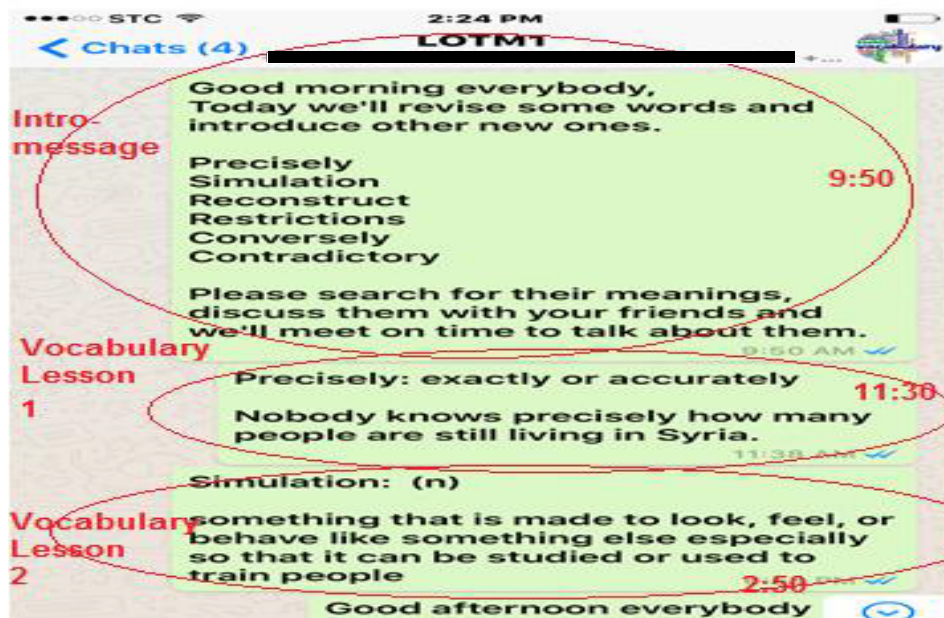 STC 2:24 PM
Chats (4) LOTM1
Good morning everybody,
Today we'll revise some words and
introduce other new ones.
Intro-
message
Precisely
Simulation
9:50
Reconstruct
Restrictions
Conversely
Contradictory
Please search for their meanings,
discuss them with your friends and
we'll meet on time to talk about them.
9:50 AM
Vocabulary
Lesson
1
Precisely: exactly or accurately
11:30
Nobody knows precisely how many
people are still living in Syria.
11:38 AM
Simulation: (n)
Vocabulary
Lesson
2
something that is made to look, feel, or
behave like something else especially
so that it can be studied or used to
train people
2:50 PM
Good afternoon everybody